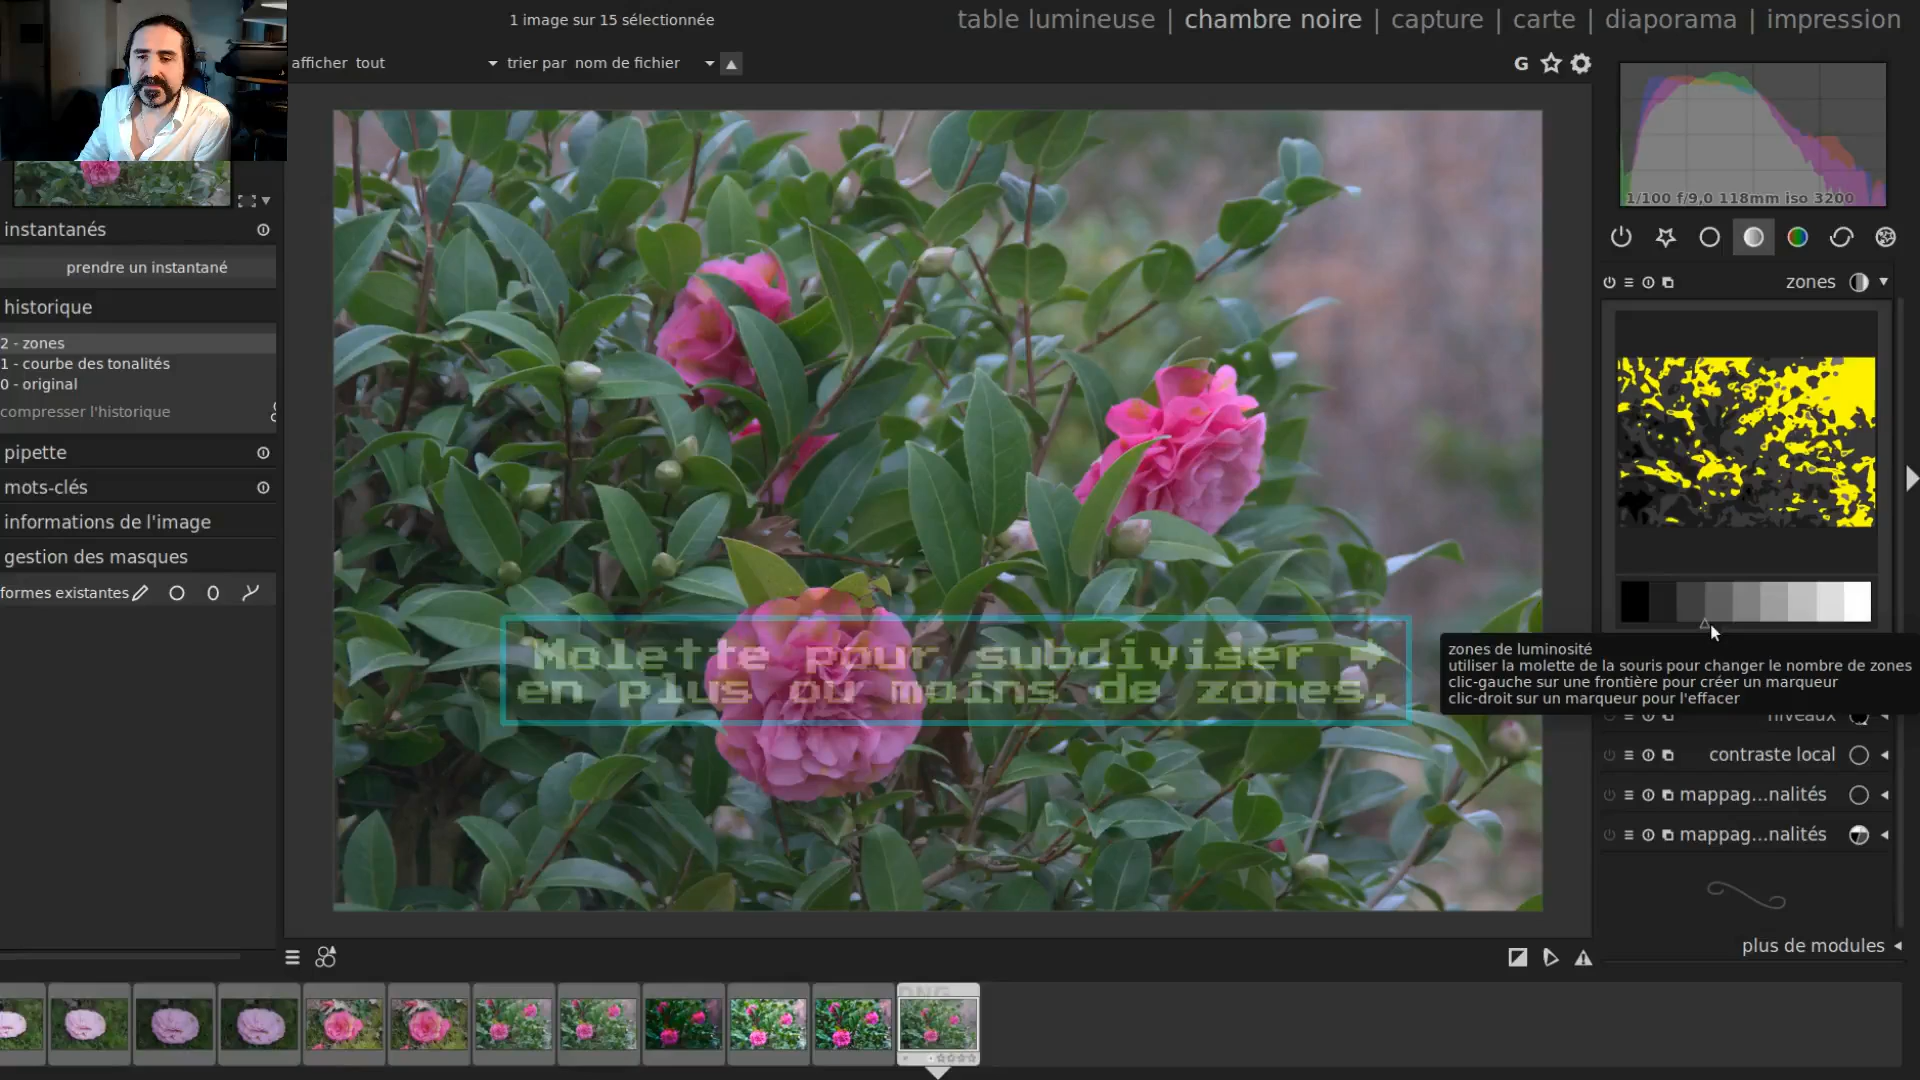 1 image sur 15 sélectionnée
table lumineuse | chambre noire | capture | carte | diaporama | impression
afficher tout
trier par nom de fichier
G
1/100 f/9,0 118mm iso 3200
instantanés
prendre un instantané
historique
2 - zones
1 - courbe des tonalités
0 - original
compresser l'historique
pipette
mots-clés
informations de l'image
gestion des masques
formes existantes
zones
Molette pour subdiviser →
en plus ou moins de zones.
zones de luminosité
utiliser la molette de la souris pour changer le nombre de zones
clic-gauche sur une frontière pour créer un marqueur
clic-droit sur un marqueur pour l'effacer
niveaux
contraste local
mappag...nalités
mappag...nalités
plus de modules
PNG